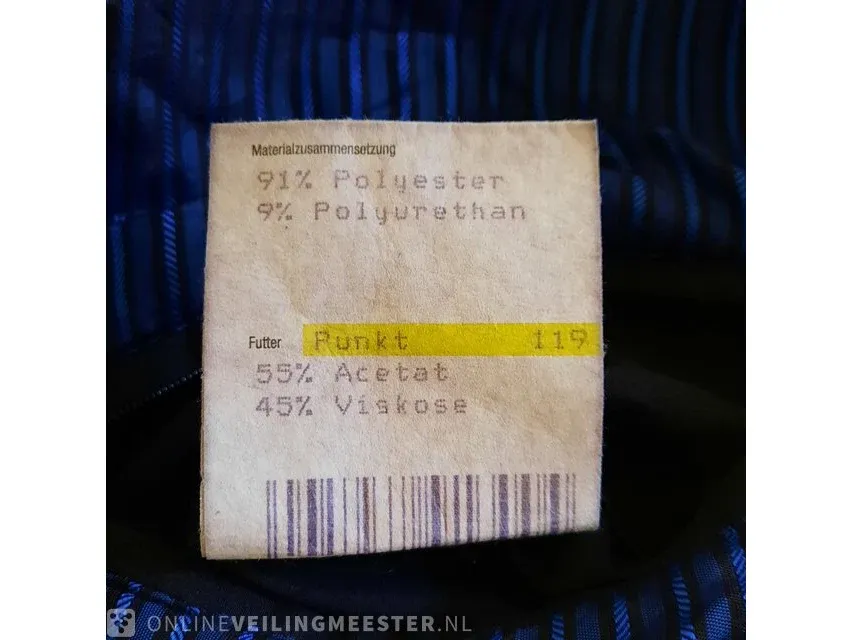 Materialzusammensetzung
91% Polyester
9% Polyurethan
Futter Punkt 119
55% Acetat
45% Viskose
ONLINEVEILINGMEESTER.NL